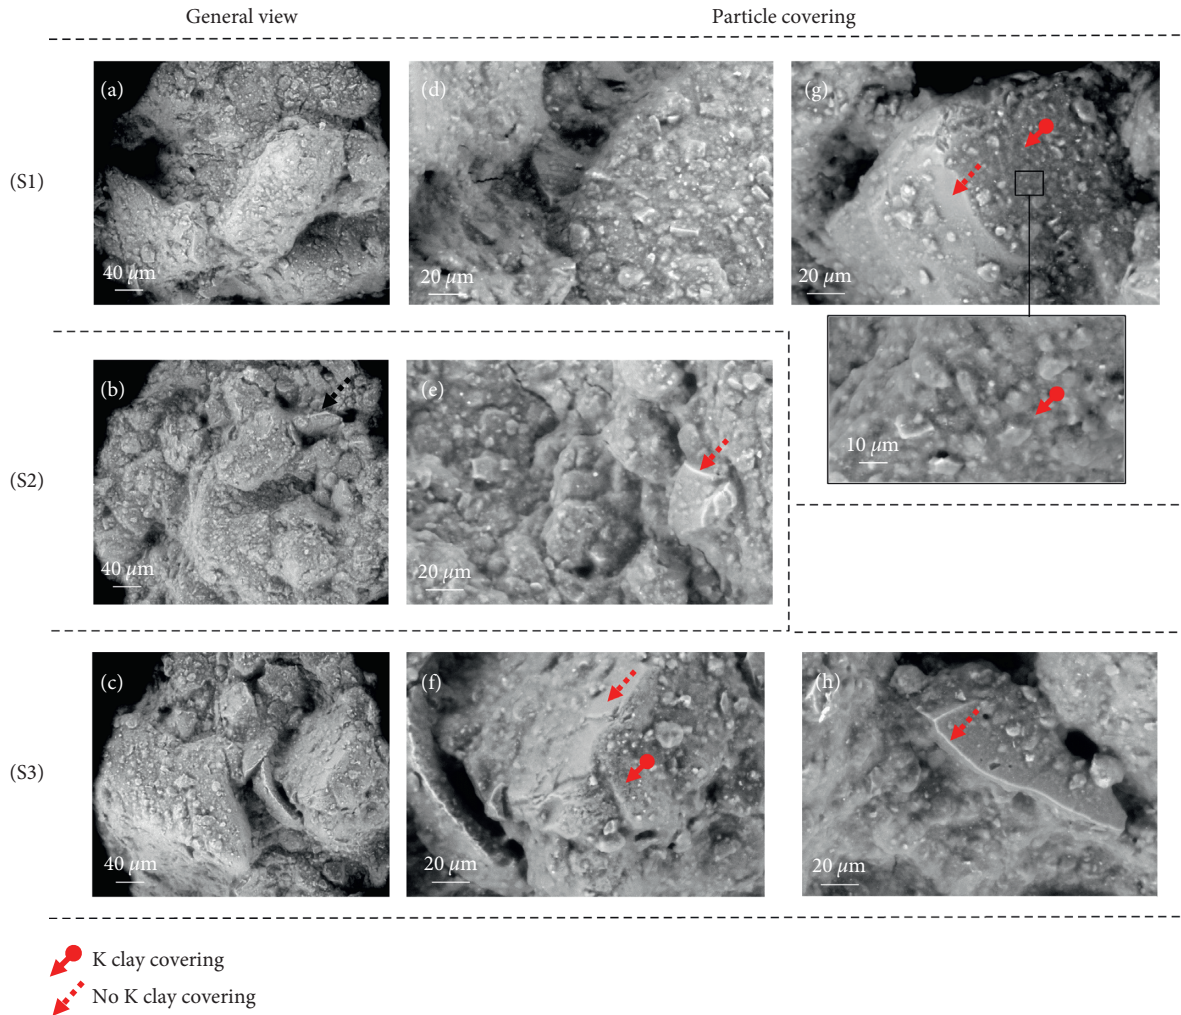 General view
Particle covering
(S1)
(a)
40 μm
(d)
20 μm
(g)
20 μm
10 μm
(S2)
(b)
40 μm
(e)
20 μm
(S3)
(c)
40 μm
(f)
20 μm
(h)
20 μm
K clay covering
No K clay covering